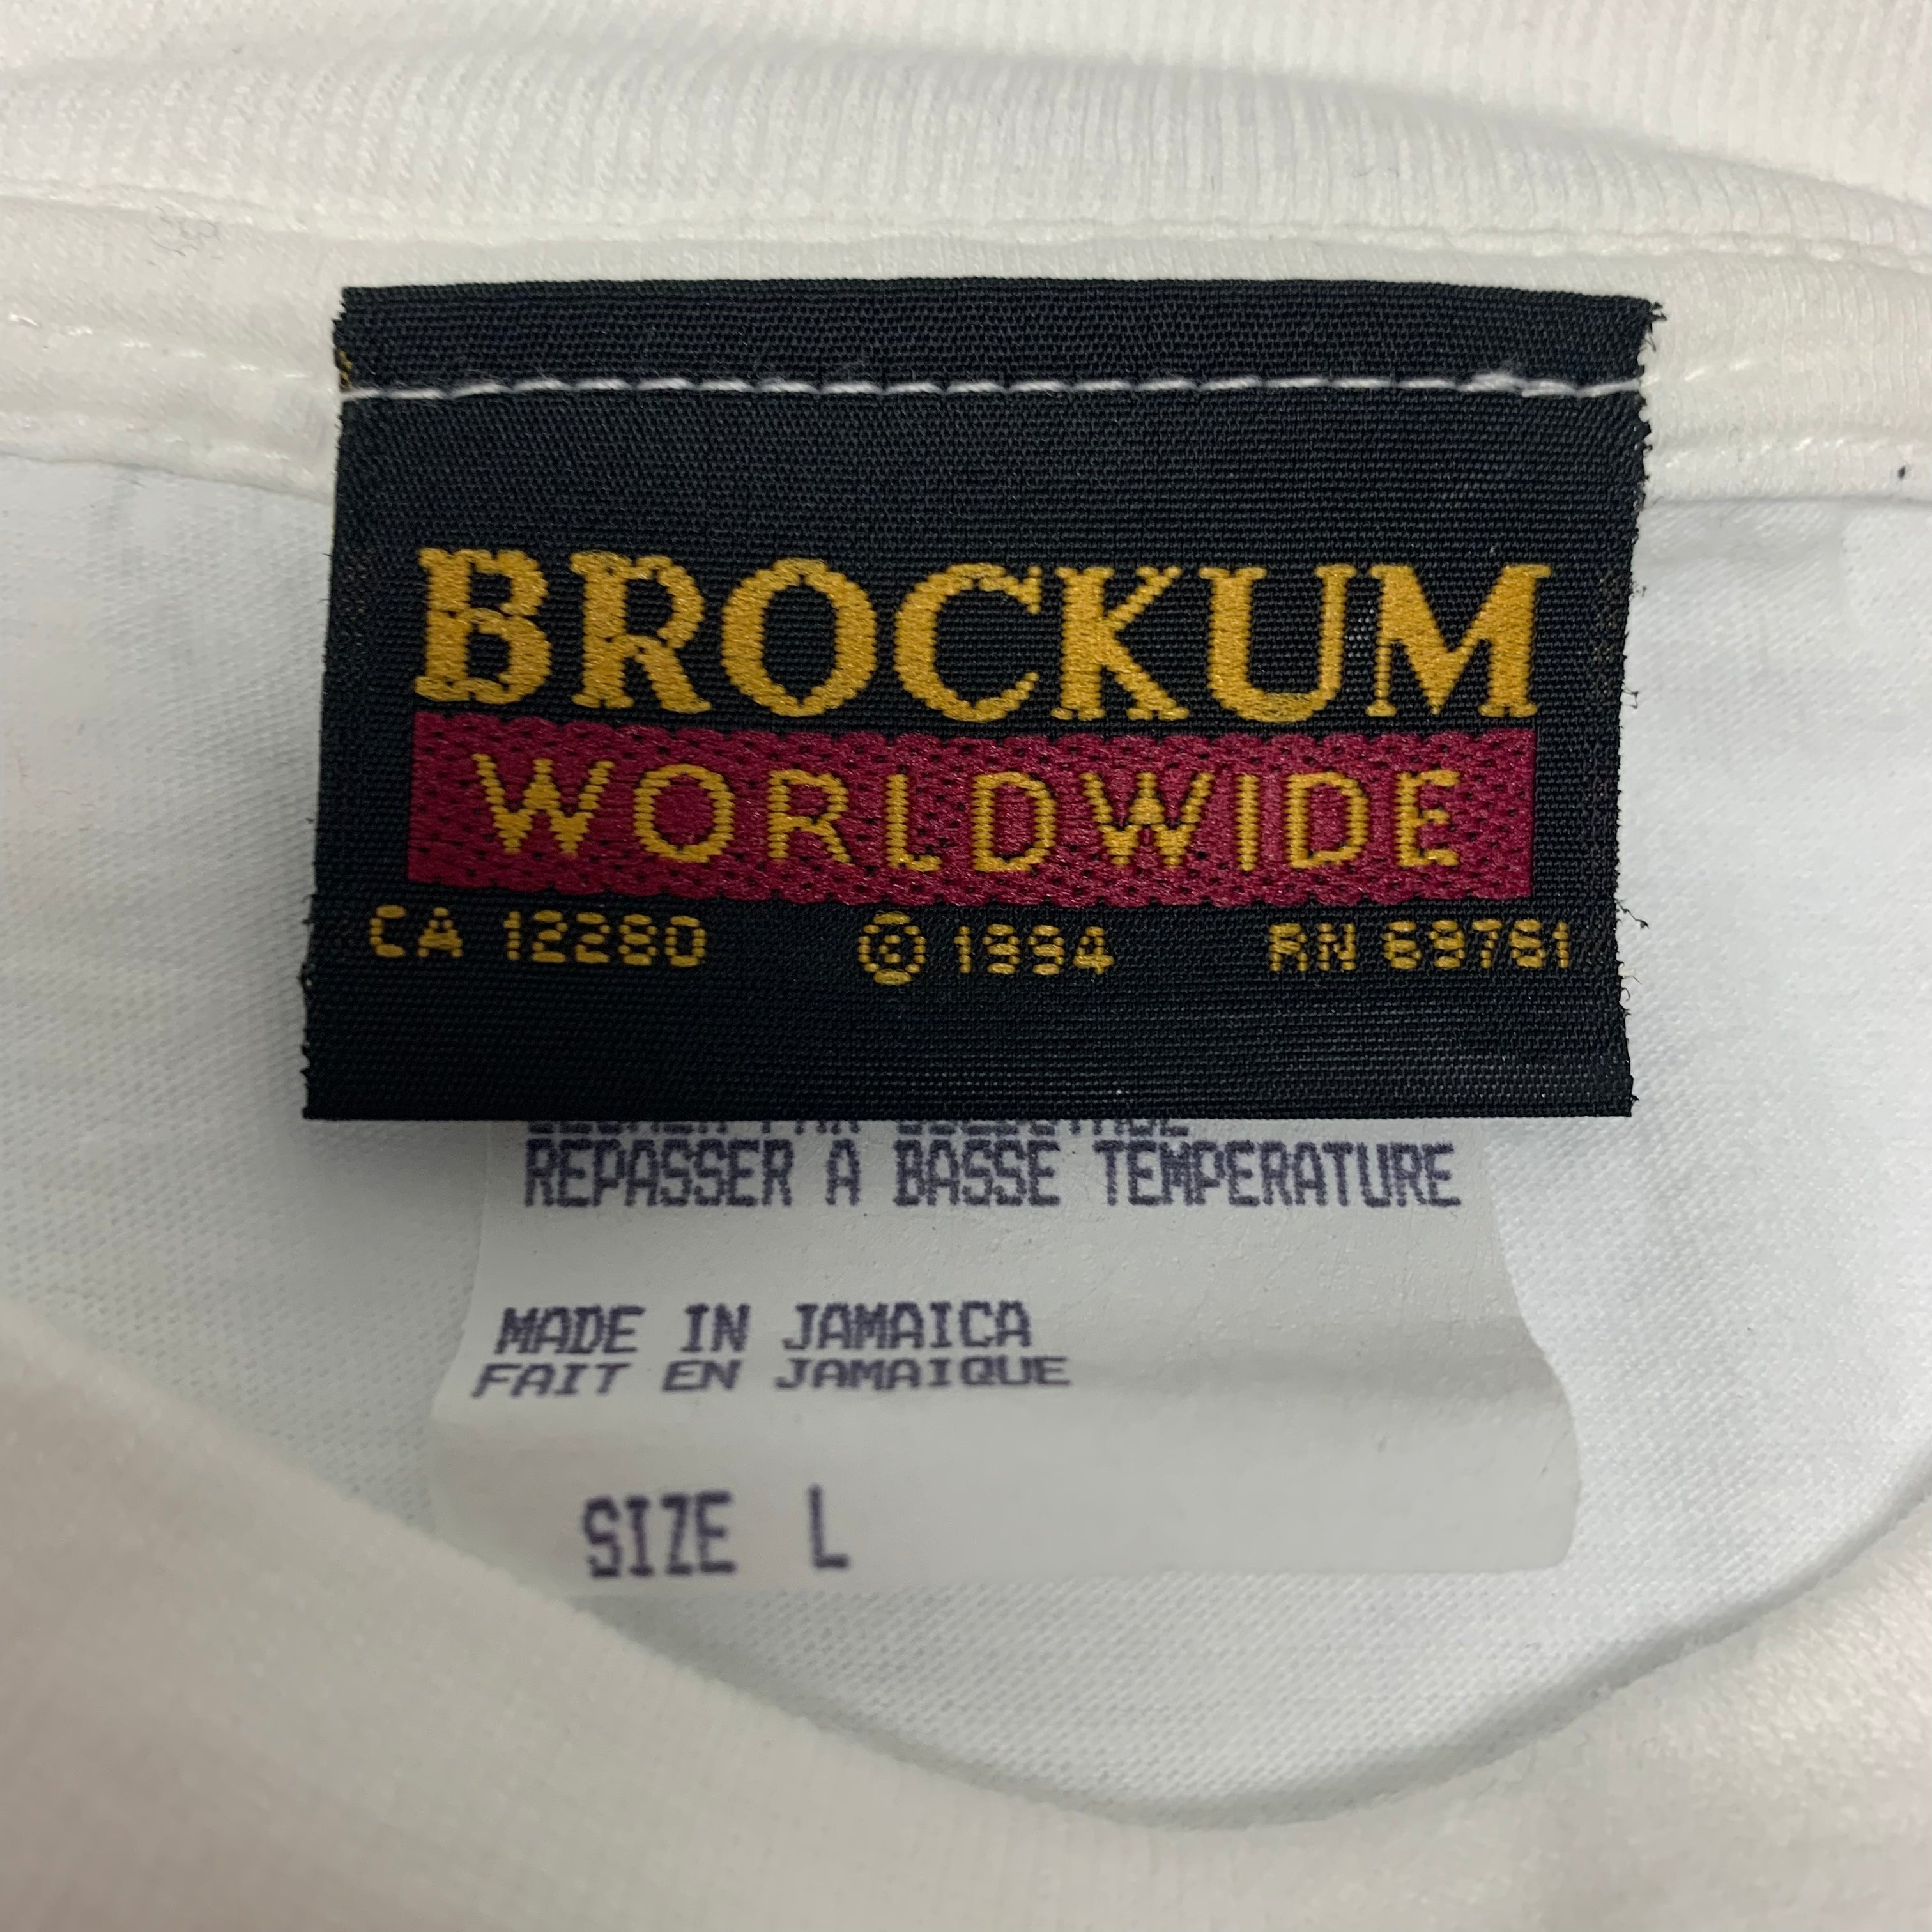 BROCKUM
WORLDWIDE
CA 12280 © 1994 RN 69761
REPASSER A BASSE TEMPERATURE
MADE IN JAMAICA
FAIT EN JAMAIQUE
SIZE L